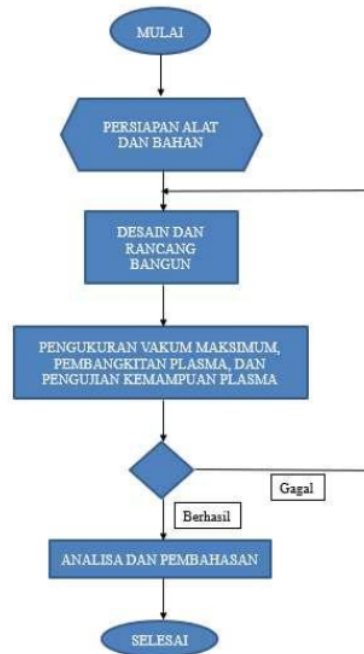 MULAI
PERSIAPAN ALAT
DAN BAHAN
DESAIN DAN
RANCANG
BANGUN
PENGUKURAN VAKUM MAKSIMUM,
PEMBANGKITAN PLASMA, DAN
PENGUJIAN KEMAMPUAN PLASMA
Gagal
Berhasil
ANALISA DAN PEMBAHASAN
SELESAI